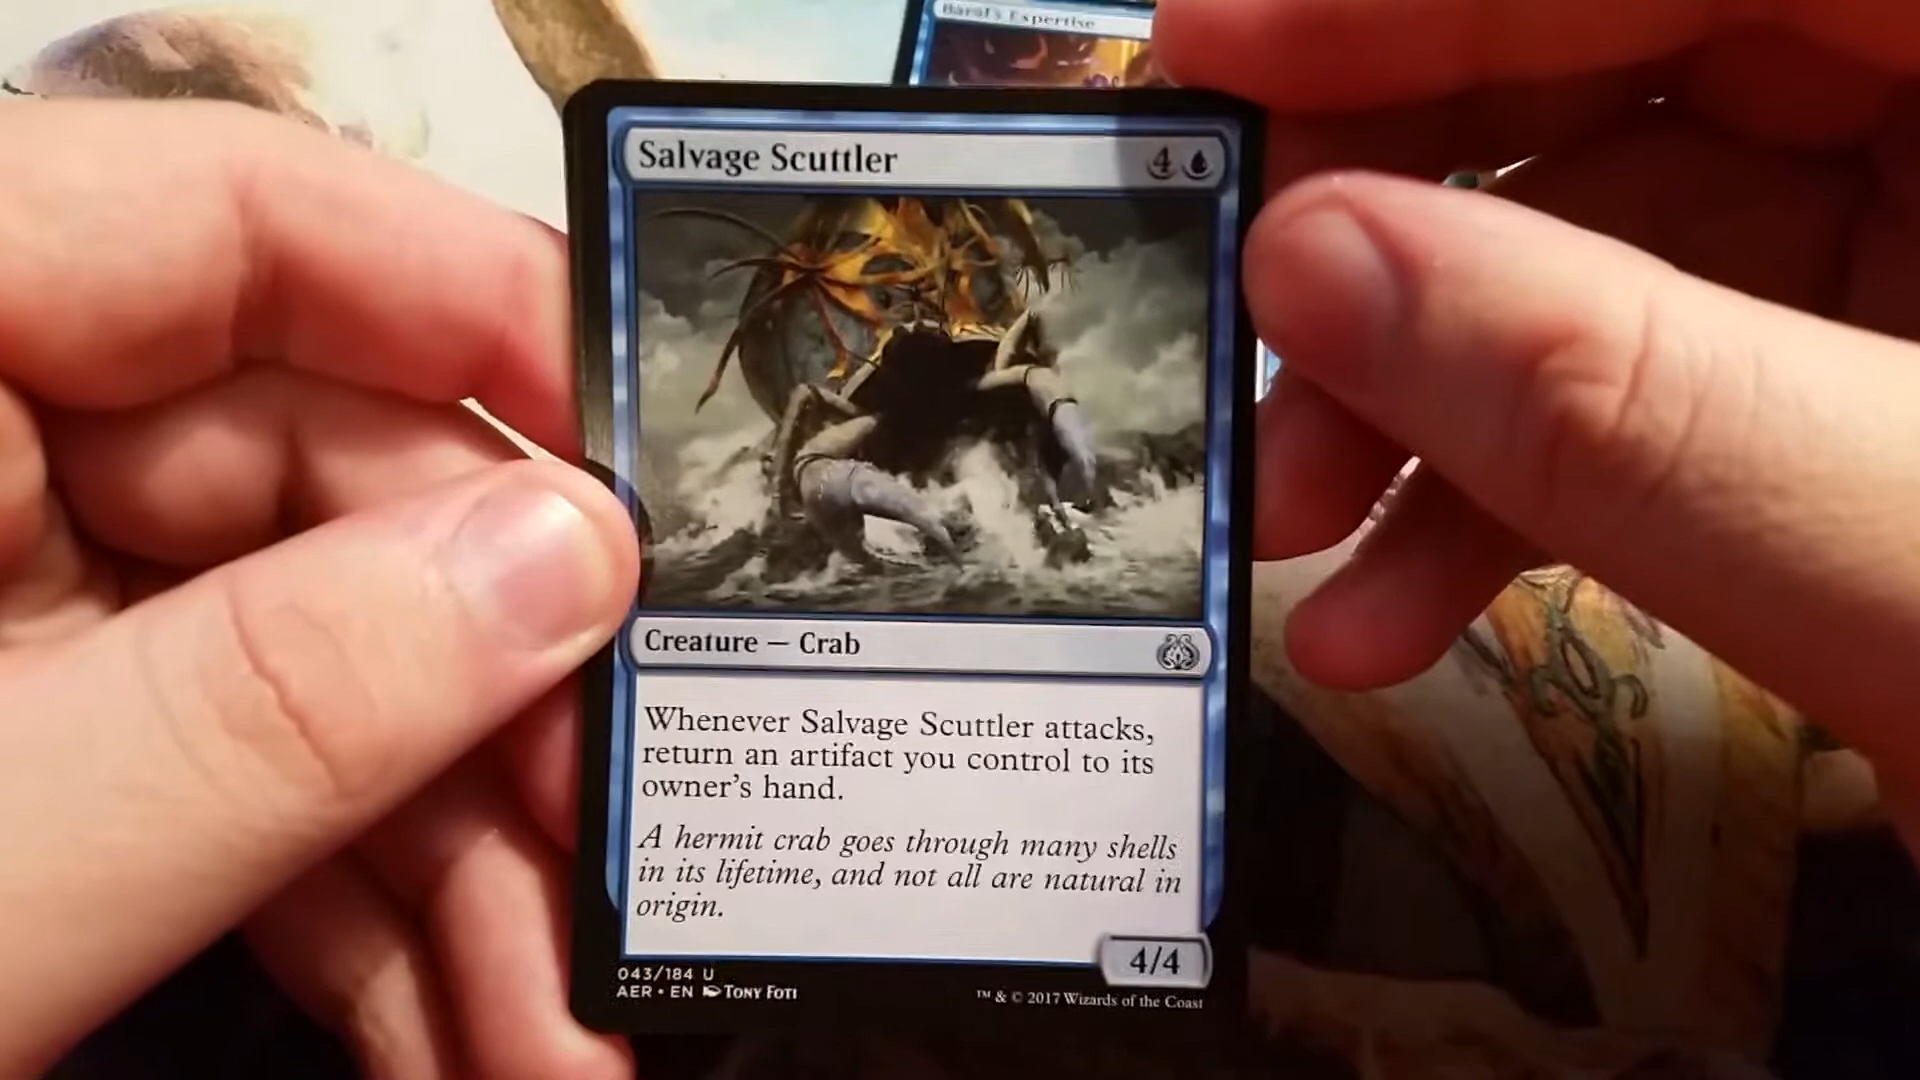 Baral's Expertise
Salvage Scuttler 4
Creature — Crab
Whenever Salvage Scuttler attacks,
return an artifact you control to its
owner's hand.
A hermit crab goes through many shells
in its lifetime, and not all are natural in
origin.
4/4
043/184 U
AER • EN Tony Foti
™ & © 2017 Wizards of the Coast